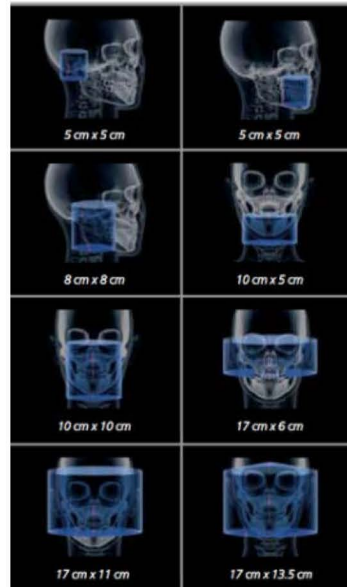 5 cm x 5 cm
5 cm x 5 cm
8 cm x 8 cm
10 cm x 5 cm
10 cm x 10 cm
17 cm x 6 cm
17 cm x 11 cm
17 cm x 13.5 cm